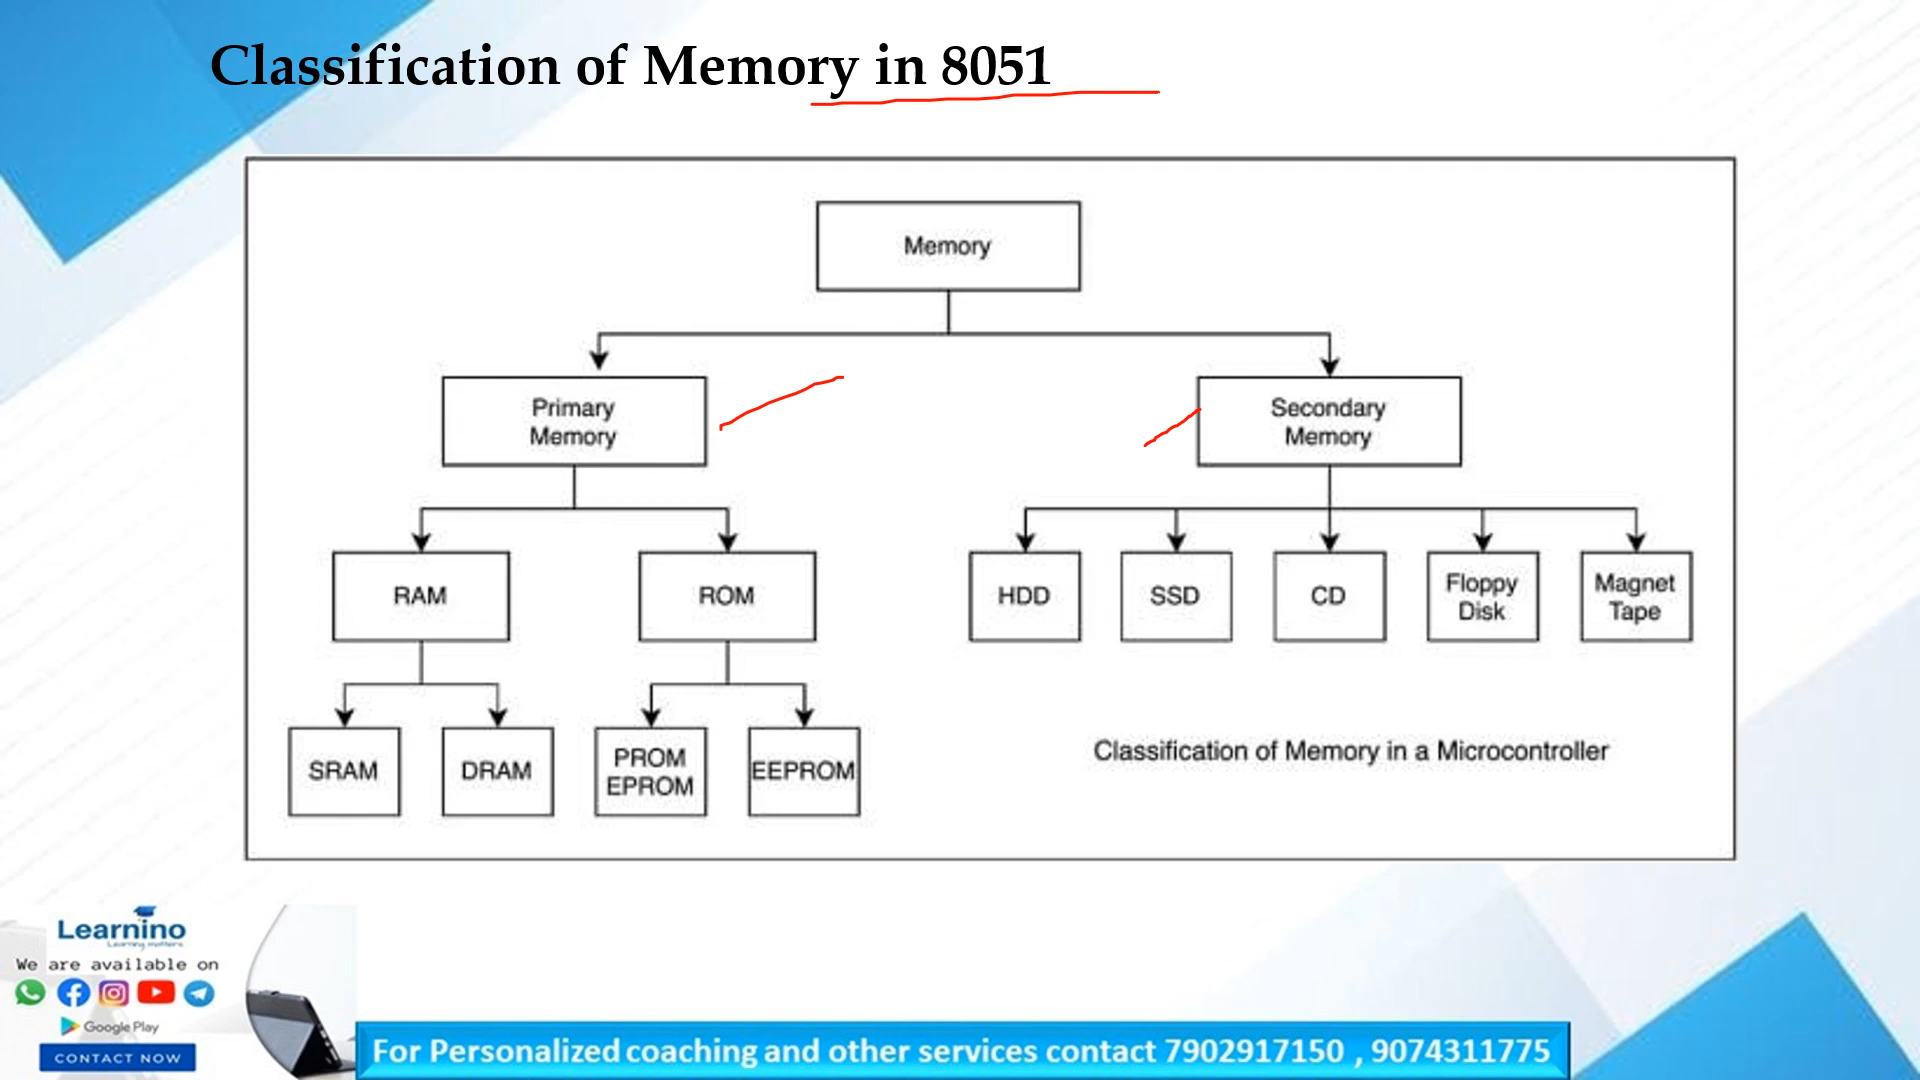 Classification of Memory in 8051
Memory
Primary
Memory
Secondary
Memory
RAM
ROM
HDD
SSD
CD
Floppy
Disk
Magnet
Tape
SRAM
DRAM
PROM
EPROM
EEPROM
Classification of Memory in a Microcontroller
Learnino
Learning matters
We are available on
Google Play
CONTACT NOW
For Personalized coaching and other services contact 7902917150 , 9074311775